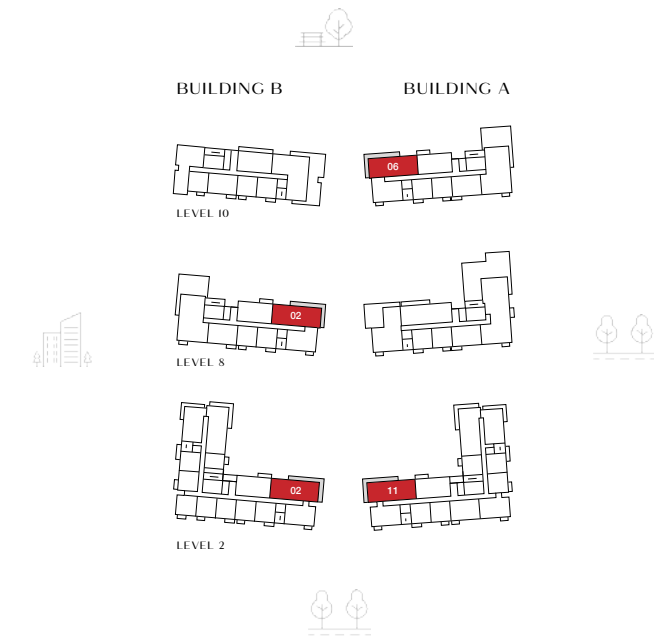 BUILDING B
BUILDING A
06
LEVEL 10
02
LEVEL 8
02
11
LEVEL 2